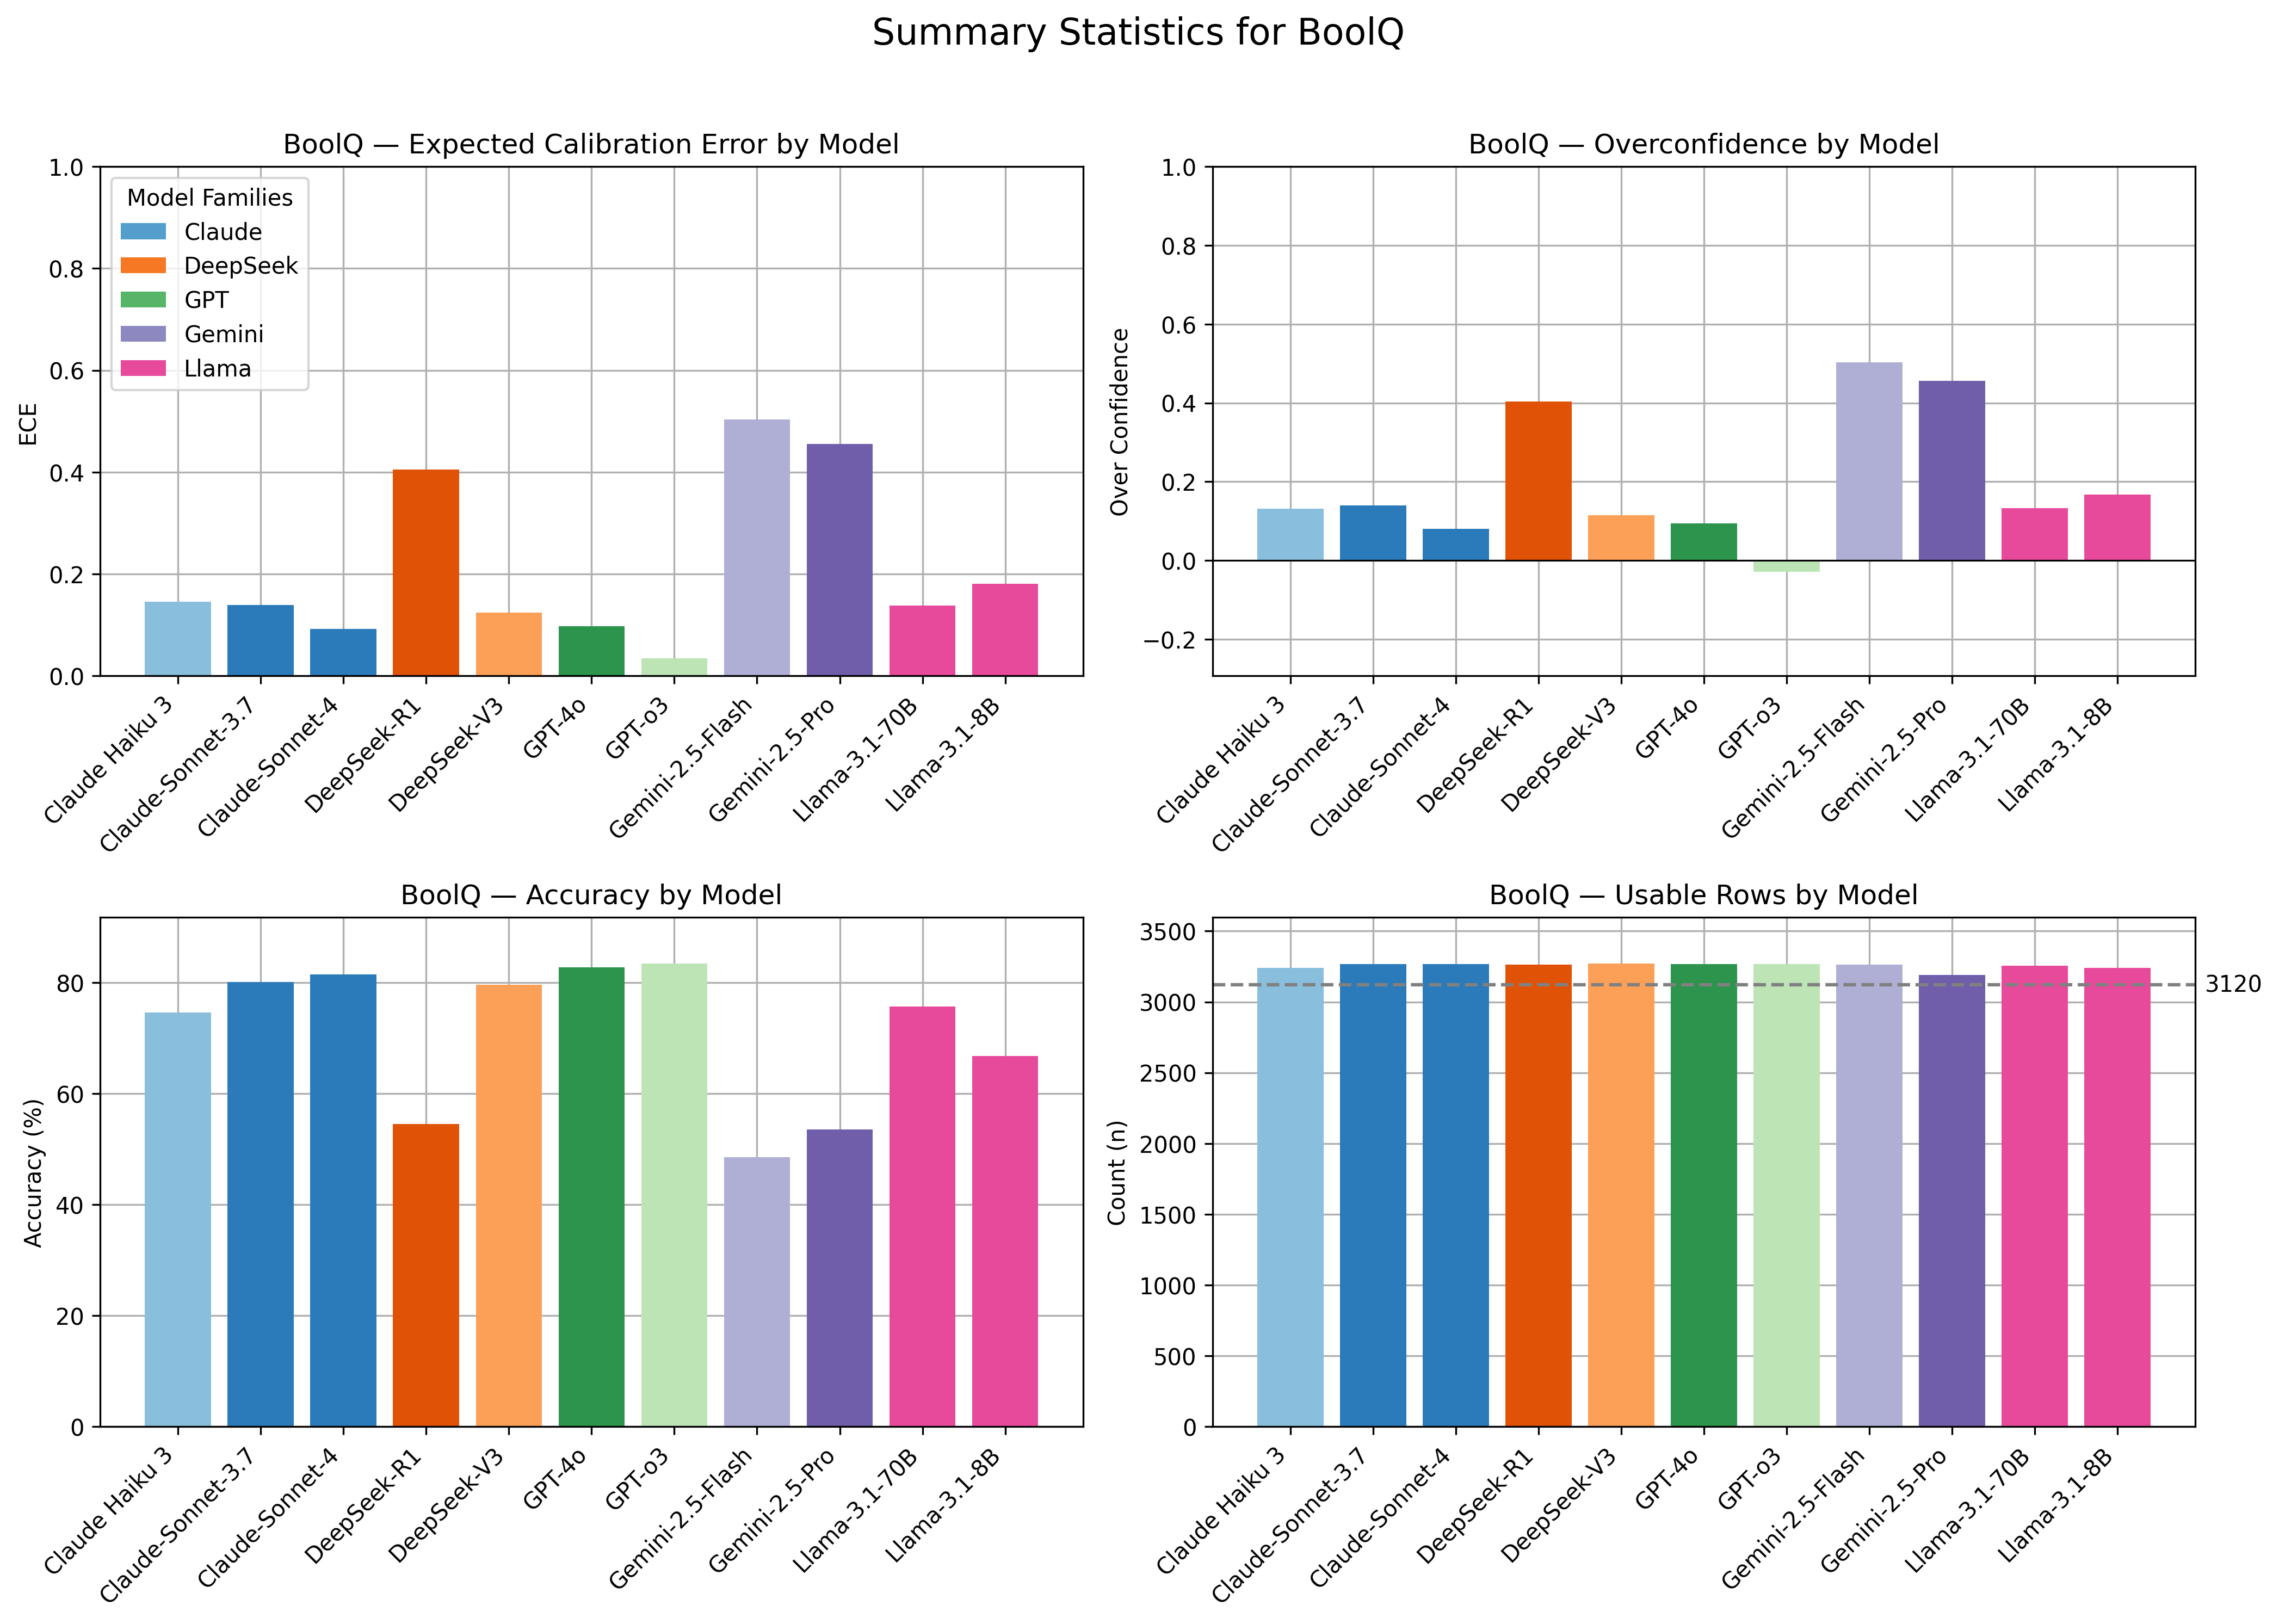 Summary Statistics for BoolQ
BoolQ — Expected Calibration Error by Model
1.0
0.8
0.6
0.4
0.2
0.0
ECE
Model Families
Claude
DeepSeek
GPT
Gemini
Llama
Claude Haiku 3
Claude-Sonnet-3.7
Claude-Sonnet-4
DeepSeek-R1
DeepSeek-V3
GPT-4o
GPT-o3
Gemini-2.5-Flash
Gemini-2.5-Pro
Llama-3.1-70B
Llama-3.1-8B
BoolQ — Overconfidence by Model
1.0
0.8
0.6
0.4
0.2
0.0
−0.2
Over Confidence
Claude Haiku 3
Claude-Sonnet-3.7
Claude-Sonnet-4
DeepSeek-R1
DeepSeek-V3
GPT-4o
GPT-o3
Gemini-2.5-Flash
Gemini-2.5-Pro
Llama-3.1-70B
Llama-3.1-8B
BoolQ — Accuracy by Model
80
60
40
20
0
Accuracy (%)
Claude Haiku 3
Claude-Sonnet-3.7
Claude-Sonnet-4
DeepSeek-R1
DeepSeek-V3
GPT-4o
GPT-o3
Gemini-2.5-Flash
Gemini-2.5-Pro
Llama-3.1-70B
Llama-3.1-8B
BoolQ — Usable Rows by Model
3500
3000
2500
2000
1500
1000
500
0
Count (n)
3120
Claude Haiku 3
Claude-Sonnet-3.7
Claude-Sonnet-4
DeepSeek-R1
DeepSeek-V3
GPT-4o
GPT-o3
Gemini-2.5-Flash
Gemini-2.5-Pro
Llama-3.1-70B
Llama-3.1-8B